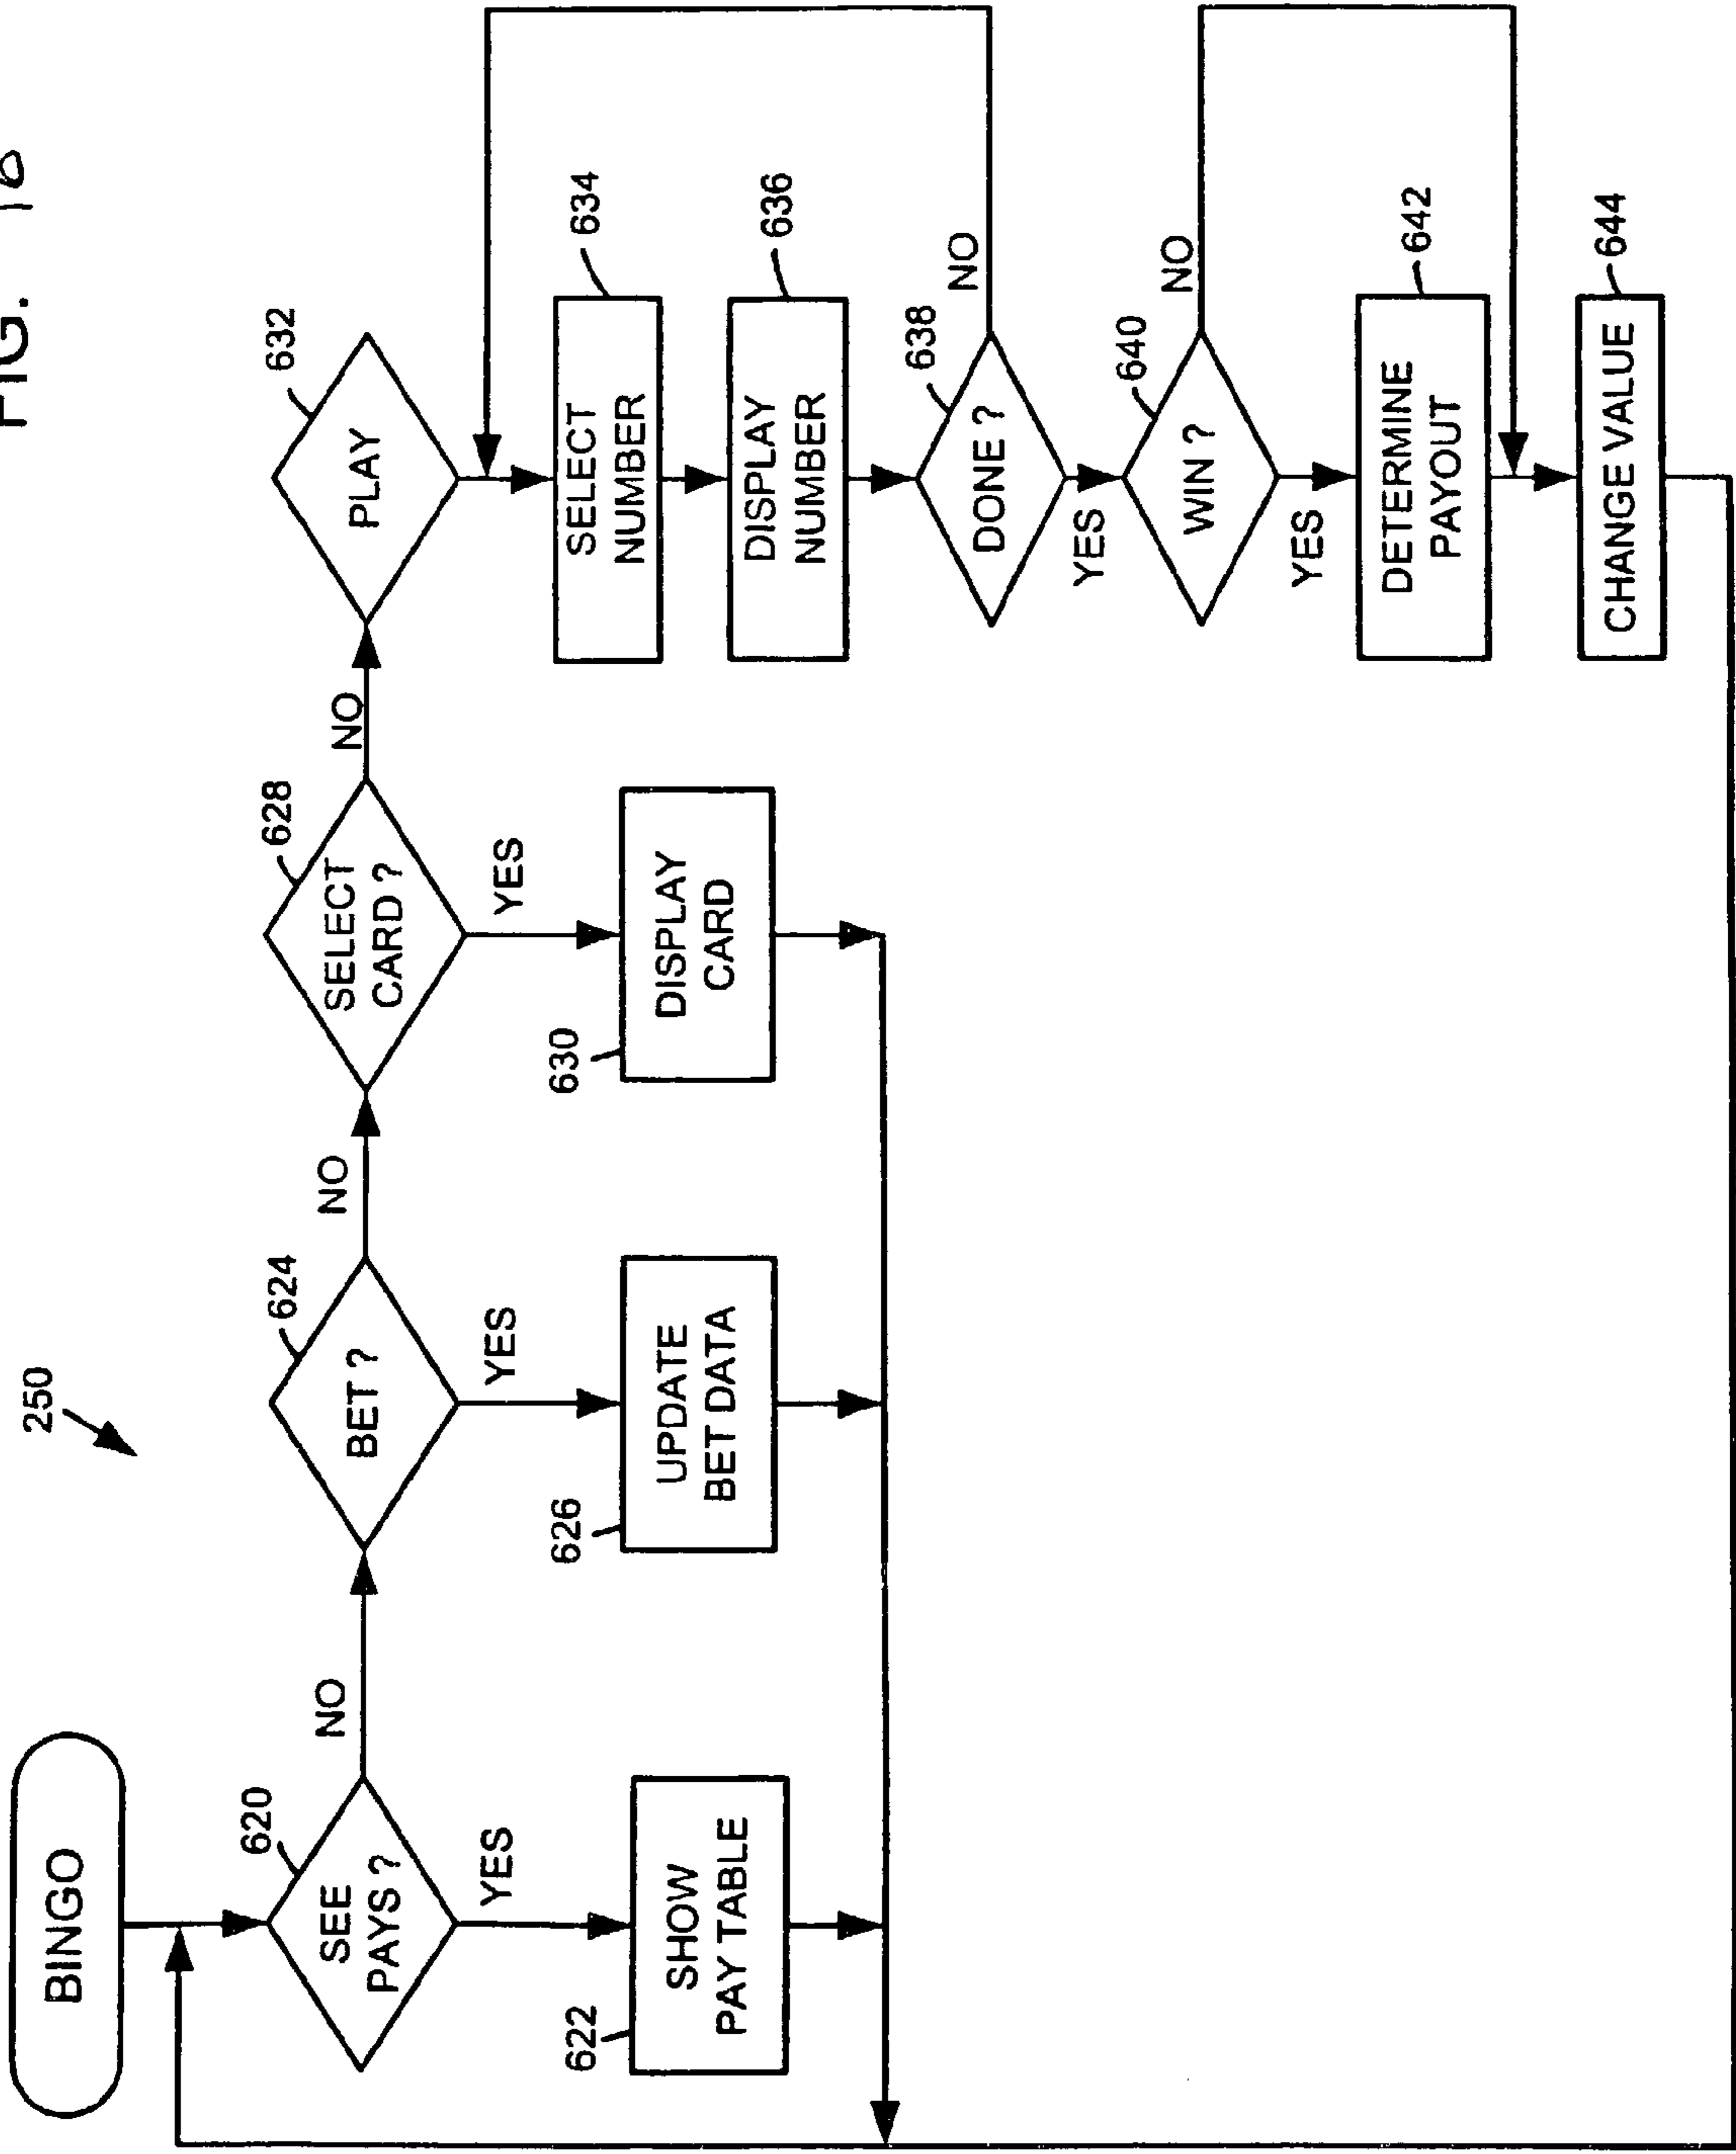 FIG. 16
250
BINGO
620
SEE
PAYS ?
NO
YES
622
SHOW
PAY TABLE
624
BET ?
NO
YES
626
UPDATE
BET DATA
628
SELECT
CARD ?
NO
YES
630
DISPLAY
CARD
632
PLAY
634
SELECT
NUMBER
636
DISPLAY
NUMBER
638
DONE ?
NO
YES
640
WIN ?
NO
YES
642
DETERMINE
PAYOUT
644
CHANGE VALUE